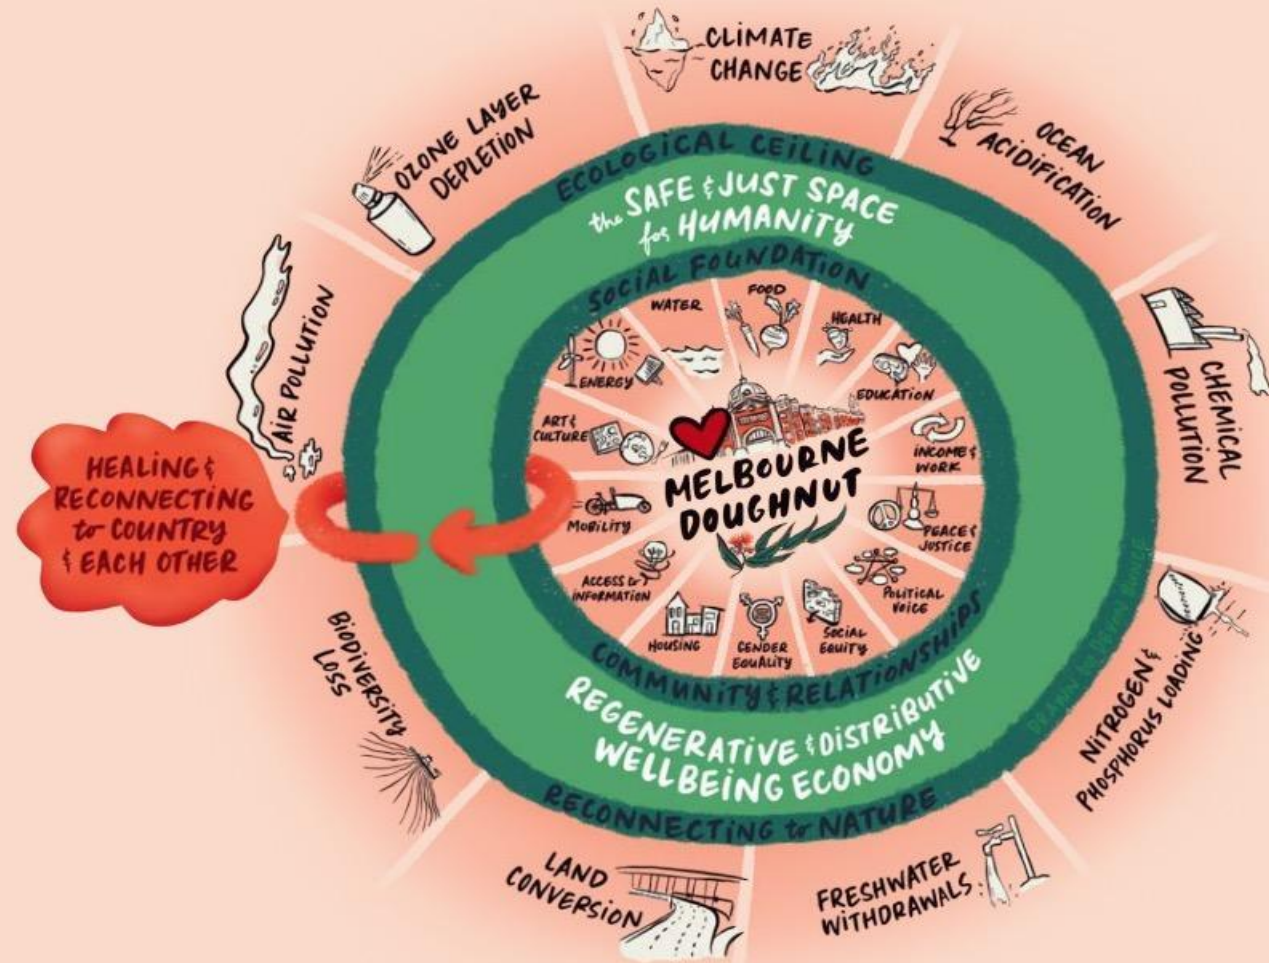 CLIMATE
CHANGE
OCEAN
ACIDIFICATION
CHEMICAL
POLLUTION
NITROGEN &
PHOSPHORUS LOADING
FRESHWATER
WITHDRAWALS
LAND
CONVERSION
BIODIVERSITY
LOSS
AIR POLLUTION
OZONE LAYER
DEPLETION
HEALING &
RECONNECTING
to COUNTRY
& EACH OTHER
ECOLOGICAL CEILING
the SAFE & JUST SPACE
for HUMANITY
SOCIAL FOUNDATION
WATER
FOOD
HEALTH
EDUCATION
INCOME &
WORK
PEACE &
JUSTICE
POLITICAL
VOICE
SOCIAL
EQUITY
GENDER
EQUALITY
HOUSING
ACCESS to
INFORMATION
MOBILITY
ART &
CULTURE
ENERGY
MELBOURNE
DOUGHNUT
COMMUNITY & RELATIONSHIPS
REGENERATIVE & DISTRIBUTIVE
WELLBEING ECONOMY
RECONNECTING to NATURE
DRAWN by